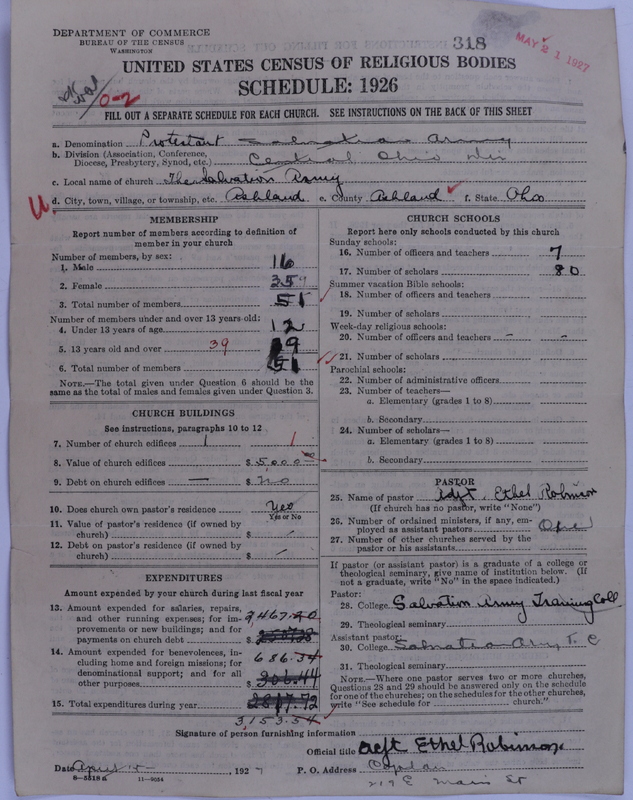 DEPARTMENT OF COMMERCE
BUREAU OF THE CENSUS
WASHINGTON
318
MAY 21 1927
UNITED STATES CENSUS OF RELIGIOUS BODIES
SCHEDULE: 1926
0-2
FILL OUT A SEPARATE SCHEDULE FOR EACH CHURCH. SEE INSTRUCTIONS ON THE BACK OF THIS SHEET
a. Denomination Protestant Salvation Army
b. Division (Association, Conference, Diocese, Presbytery, Synod, etc.) Central Ohio Div
c. Local name of church The Salvation Army
d. City, town, village, or township, etc. Ashland e. County Ashland f. State Ohio
MEMBERSHIP
Report number of members according to definition of member in your church
Number of members, by sex:
1. Male 16
2. Female 35
3. Total number of members 51
Number of members under and over 13 years old:
4. Under 13 years of age 12
5. 13 years old and over 39
6. Total number of members 51
NOTE.—The total given under Question 6 should be the same as the total of males and females given under Question 3.
CHURCH BUILDINGS
See instructions, paragraphs 10 to 12
7. Number of church edifices 1 1
8. Value of church edifices $ 5,000
9. Debt on church edifices — $
10. Does church own pastor's residence Yes
Yes or No
11. Value of pastor's residence (if owned by church) $
12. Debt on pastor's residence (if owned by church) $
EXPENDITURES
Amount expended by your church during last fiscal year
13. Amount expended for salaries, repairs, and other running expenses; for improvements or new buildings; and for payments on church debt $ 2,467.20
14. Amount expended for benevolences, including home and foreign missions; for denominational support; and for all other purposes $ 686.34
306.44
15. Total expenditures during year 2817.72
3,153.54
CHURCH SCHOOLS
Report here only schools conducted by this church
Sunday schools:
16. Number of officers and teachers 7
17. Number of scholars 80
Summer vacation Bible schools:
18. Number of officers and teachers
19. Number of scholars
Week-day religious schools:
20. Number of officers and teachers - -
21. Number of scholars
Parochial schools:
22. Number of administrative officers
23. Number of teachers—
a. Elementary (grades 1 to 8)
b. Secondary
24. Number of scholars—
a. Elementary (grades 1 to 8)
b. Secondary
PASTOR
25. Name of pastor Adjt. Ethel Robinson
(If church has no pastor, write "None")
26. Number of ordained ministers, if any, employed as assistant pastors
27. Number of other churches served by the pastor or his assistants
If pastor (or assistant pastor) is a graduate of a college or theological seminary, give name of institution below. (If not a graduate, write "No" in the space indicated.)
Pastor:
28. College Salvation Army Training Coll
29. Theological seminary
Assistant pastor:
30. College Salvation Army T. C
31. Theological seminary
NOTE.—Where one pastor serves two or more churches, Questions 28 and 29 should be answered only on the schedule for one of the churches; on the schedules for the other churches, write "See schedule for church."
Signature of person furnishing information
Official title Adjt Ethel Robinson
Date April 1927 P. O. Address
219 E Main St
8-5518 a 11-9054